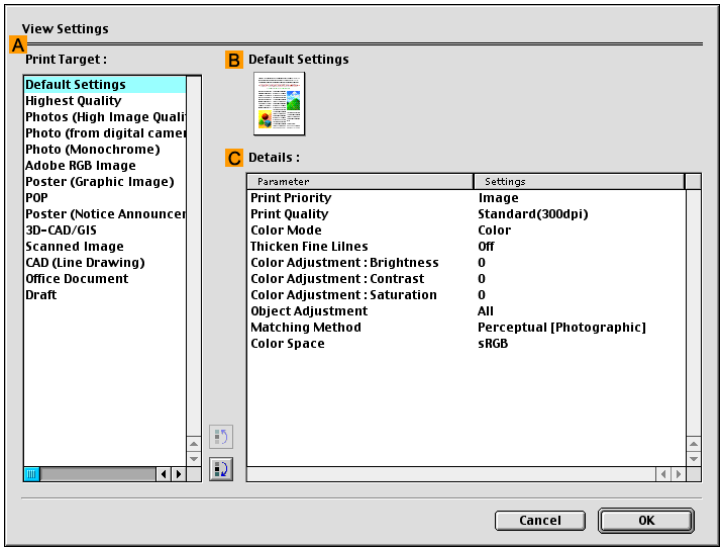 View Settings
A
Print Target :
Default Settings
Highest Quality
Photos (High Image Quali
Photo (from digital camer
Photo (Monochrome)
Adobe RGB Image
Poster (Graphic Image)
POP
Poster (Notice Announcer
3D-CAD/GIS
Scanned Image
CAD (Line Drawing)
Office Document
Draft
B Default Settings
C Details :
Parameter Settings
Print Priority Image
Print Quality Standard(300dpi)
Color Mode Color
Thicken Fine Lilnes Off
Color Adjustment : Brightness 0
Color Adjustment : Contrast 0
Color Adjustment : Saturation 0
Object Adjustment All
Matching Method Perceptual [Photographic]
Color Space sRGB
Cancel OK